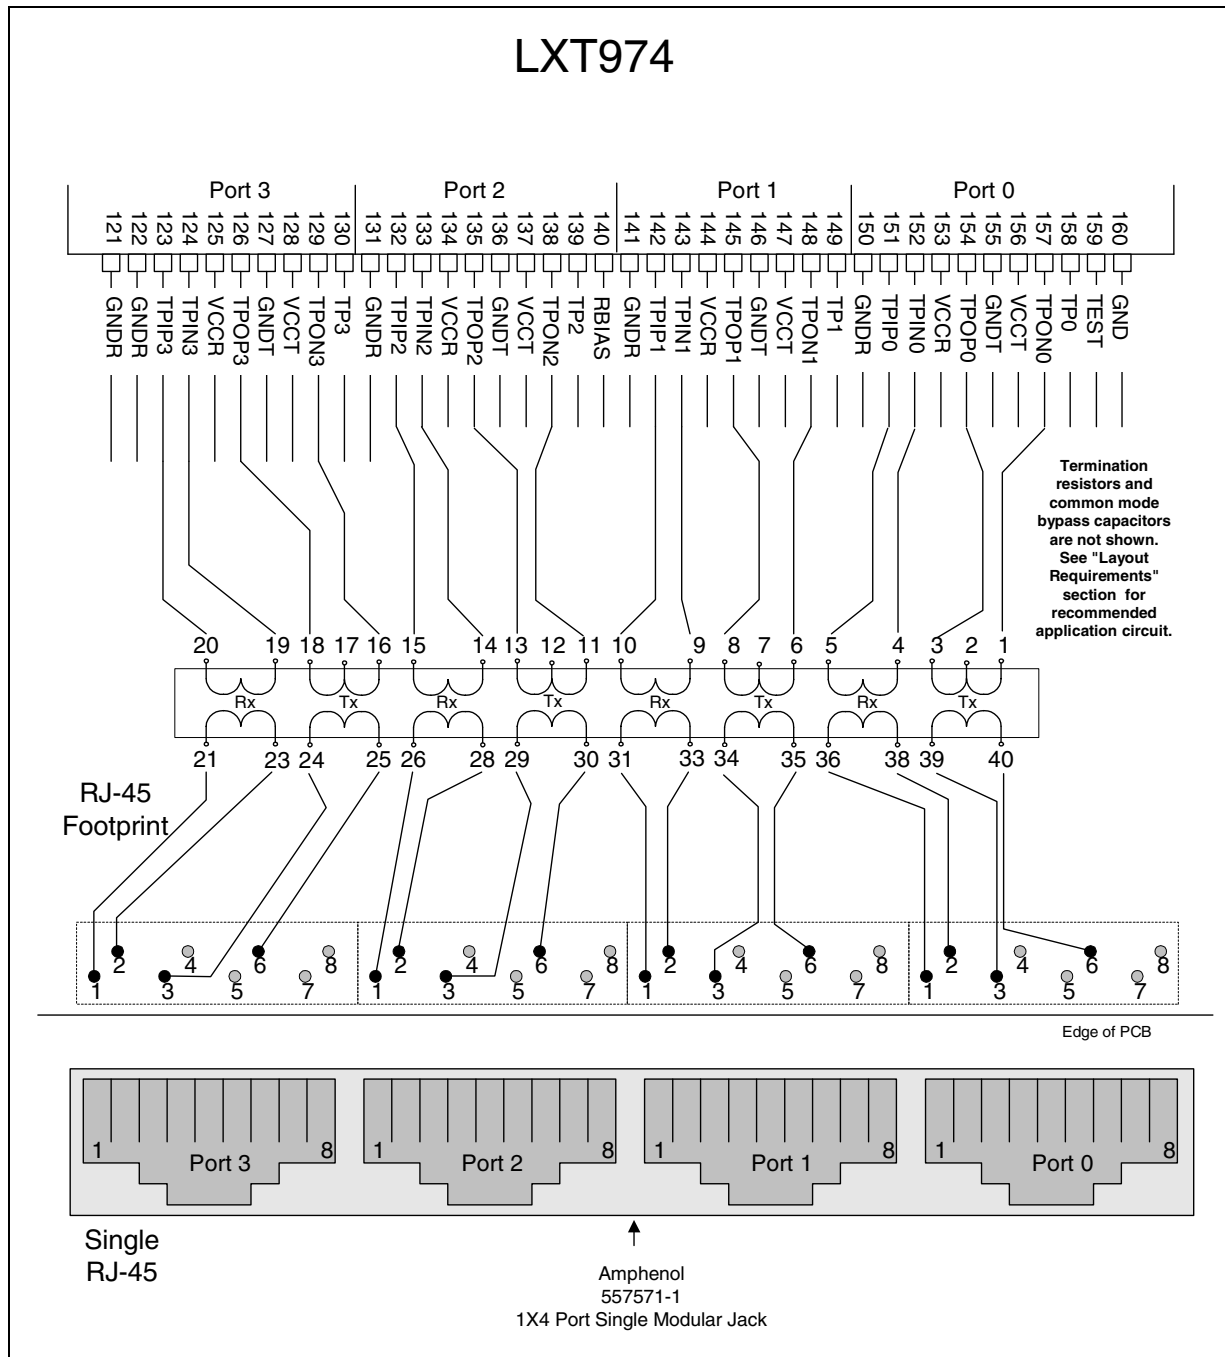 LXT974
Port 3 Port 2 Port 1 Port 0
121 122 123 124 125 126 127 128 129 130 131 132 133 134 135 136 137 138 139 140 141 142 143 144 145 146 147 148 149 150 151 152 153 154 155 156 157 158 159 160
GNDR GNDR TPIP3 TPIN3 VCCR TPOP3 GNDT VCCT TPON3 TP3 GNDR TPIP2 TPIN2 VCCR TPOP2 GNDT VCCT TPON2 TP2 RBIAS GNDR TPIP1 TPIN1 VCCR TPOP1 GNDT VCCT TPON1 TP1 GNDR TPIP0 TPIN0 VCCR TPOP0 GNDT VCCT TPON0 TP0 TEST GND
Termination
resistors and
common mode
bypass capacitors
are not shown.
See "Layout
Requirements"
section for
recommended
application circuit.
20 19 18 17 16 15 14 13 12 11 10 9 8 7 6 5 4 3 2 1
Rx Tx Rx Tx Rx Tx Rx Tx
21 23 24 25 26 28 29 30 31 33 34 35 36 38 39 40
RJ-45
Footprint
2 4 6 8 2 4 6 8 2 4 6 8 2 4 6 8
1 3 5 7 1 3 5 7 1 3 5 7 1 3 5 7
Edge of PCB
1 8 1 8 1 8 1 8
Port 3 Port 2 Port 1 Port 0
Single
RJ-45
Amphenol
557571-1
1X4 Port Single Modular Jack